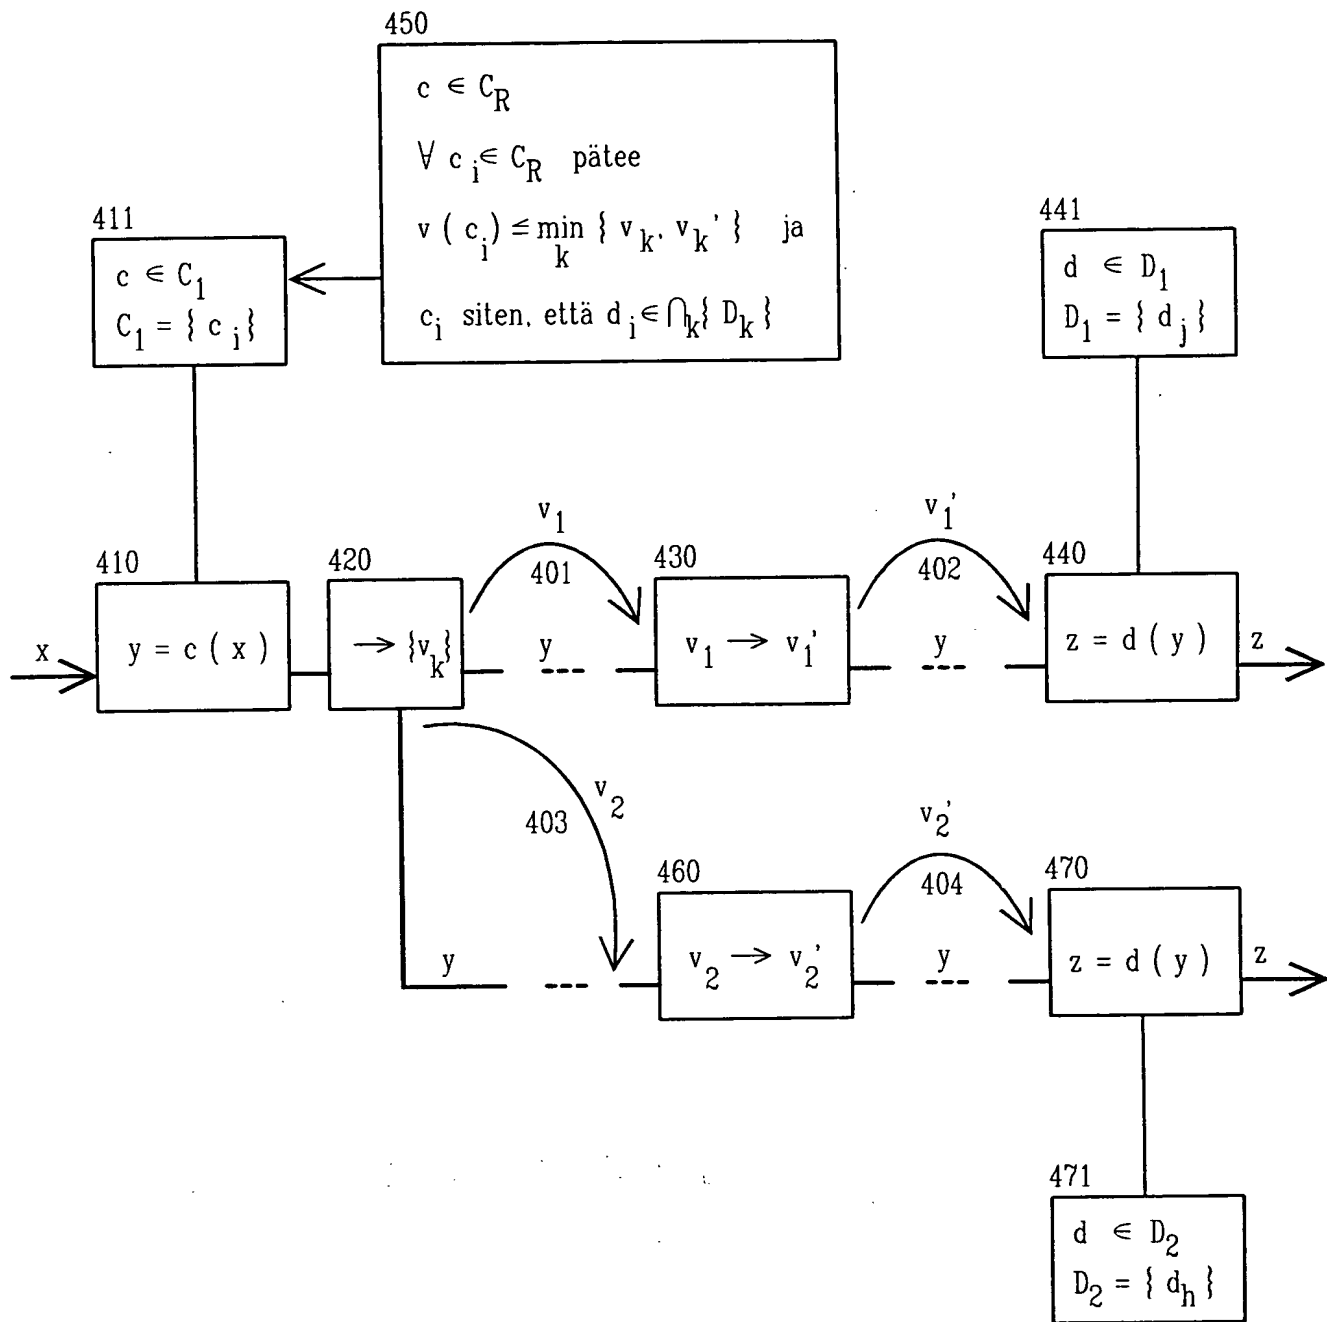 450
c ∈ C_R
∀ c_i ∈ C_R pätee
v ( c_i ) ≤ min_k { v_k, v_k' } ja
c_i siten, että d_i ∈ ⋂_k { D_k }
411
c ∈ C_1
C_1 = { c_i }
441
d ∈ D_1
D_1 = { d_j }
v_1
v_1'
410
420
401
430
402
440
x
y = c ( x )
→ {v_k}
y
v_1 → v_1'
y
z = d ( y )
z
v_2
403
v_2'
460
404
470
y
v_2 → v_2'
y
z = d ( y )
z
471
d ∈ D_2
D_2 = { d_h }